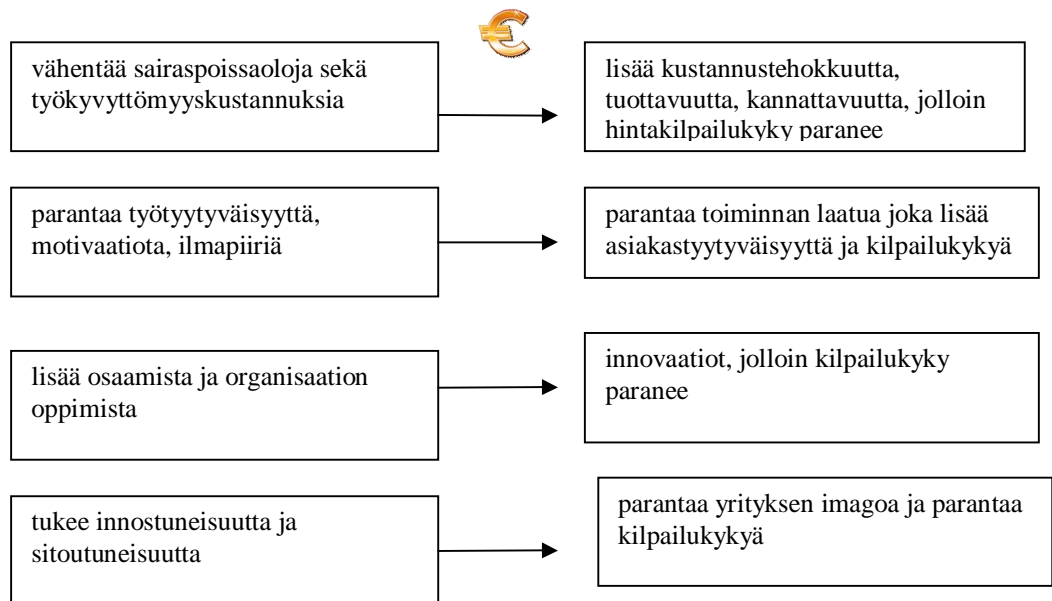 vähentää sairaspoissaoloja sekä
työkyvyttömyyskustannuksia
lisää kustannustehokkuutta,
tuottavuutta, kannattavuutta, jolloin
hintakilpailukyky paranee
parantaa työtyytyväisyyttä,
motivaatiota, ilmapiiriä
parantaa toiminnan laatua joka lisää
asiakastyytyväisyyttä ja kilpailukykyä
lisää osaamista ja organisaation
oppimista
innovaatiot, jolloin kilpailukyky
paranee
tukee innostuneisuutta ja
sitoutuneisuutta
parantaa yrityksen imagoa ja parantaa
kilpailukykyä